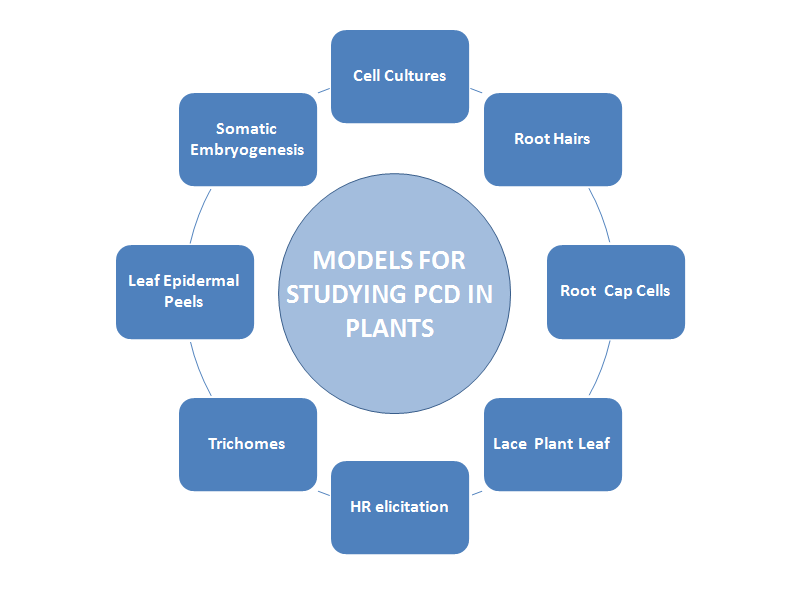 Cell Cultures
Root Hairs
Root Cap Cells
Lace Plant Leaf
HR elicitation
Trichomes
Leaf Epidermal
Peels
Somatic
Embryogenesis
MODELS FOR
STUDYING PCD IN
PLANTS